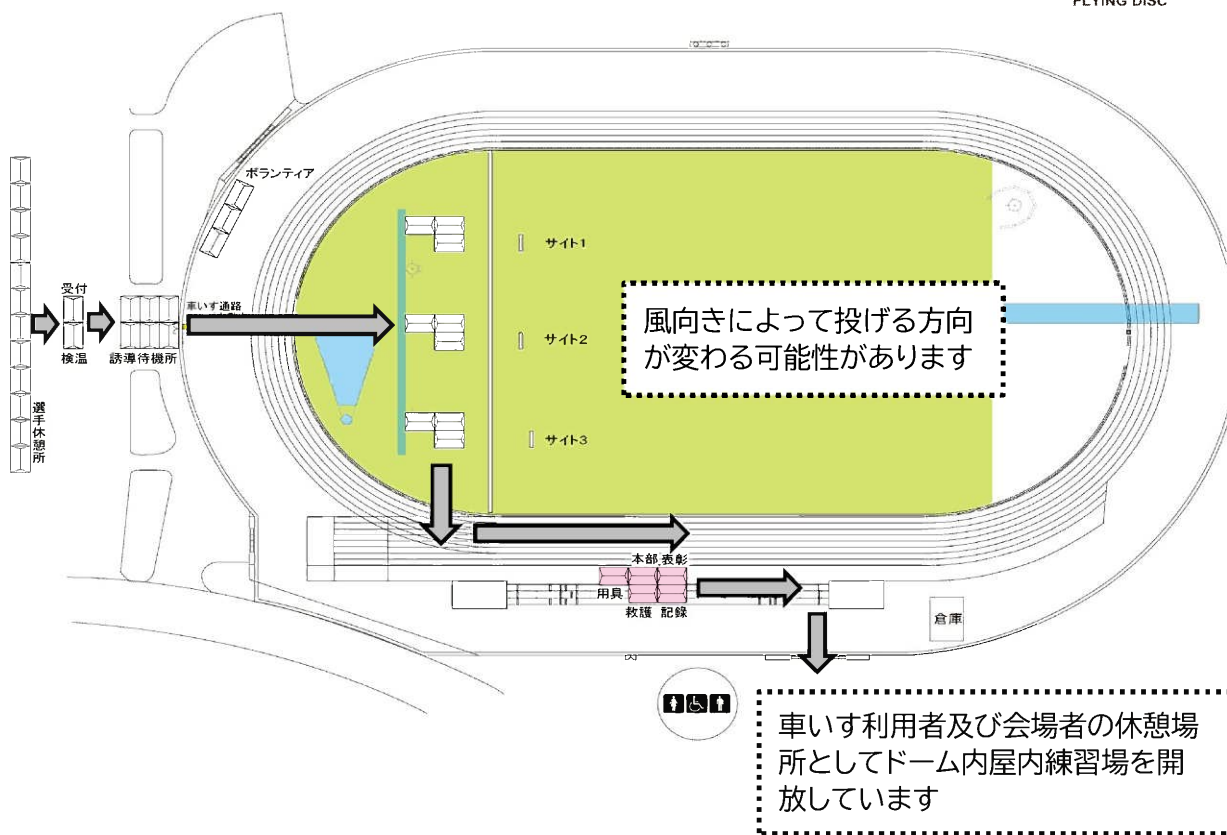 FLYING DISC
ボランティア
受付
検温
誘導待機所
車いす通路
選手休憩所
サイト1
サイト2
サイト3
風向きによって投げる方向
が変わる可能性があります
本部 表彰
用具
救護 記録
倉庫
車いす利用者及び会場者の休憩場
所としてドーム内屋内練習場を開
放しています